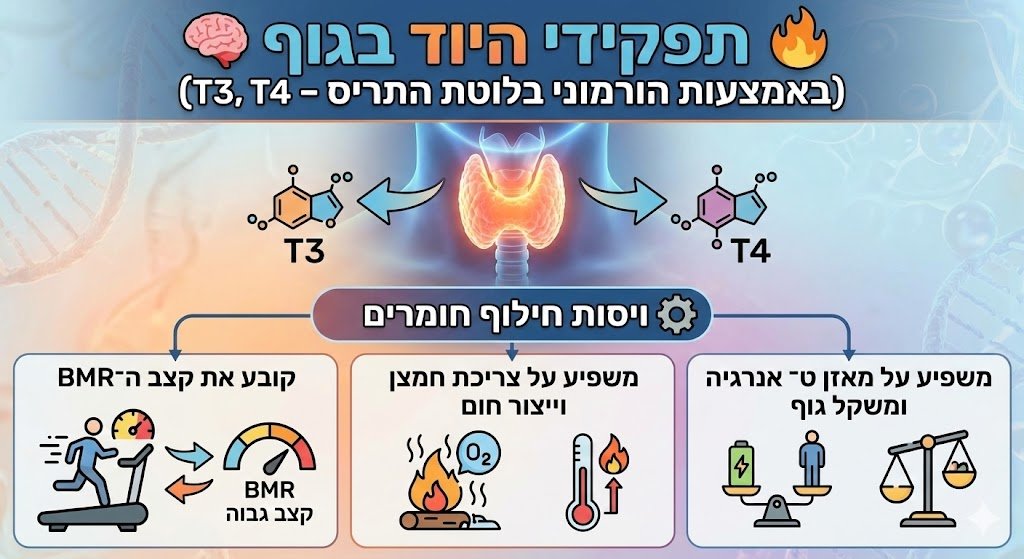 תפקידי היוד בגוף
(באמצעות הורמוני בלוטת התריס – T3, T4)
T3
T4
ויסות חילוף חומרים
משפיע על מאזן ט־ אנרגיה
ומשקל גוף
משפיע על צריכת חמצן
וייצור חום
O₂
קובע את קצב ה־BMR
BMR
קצב גבוה